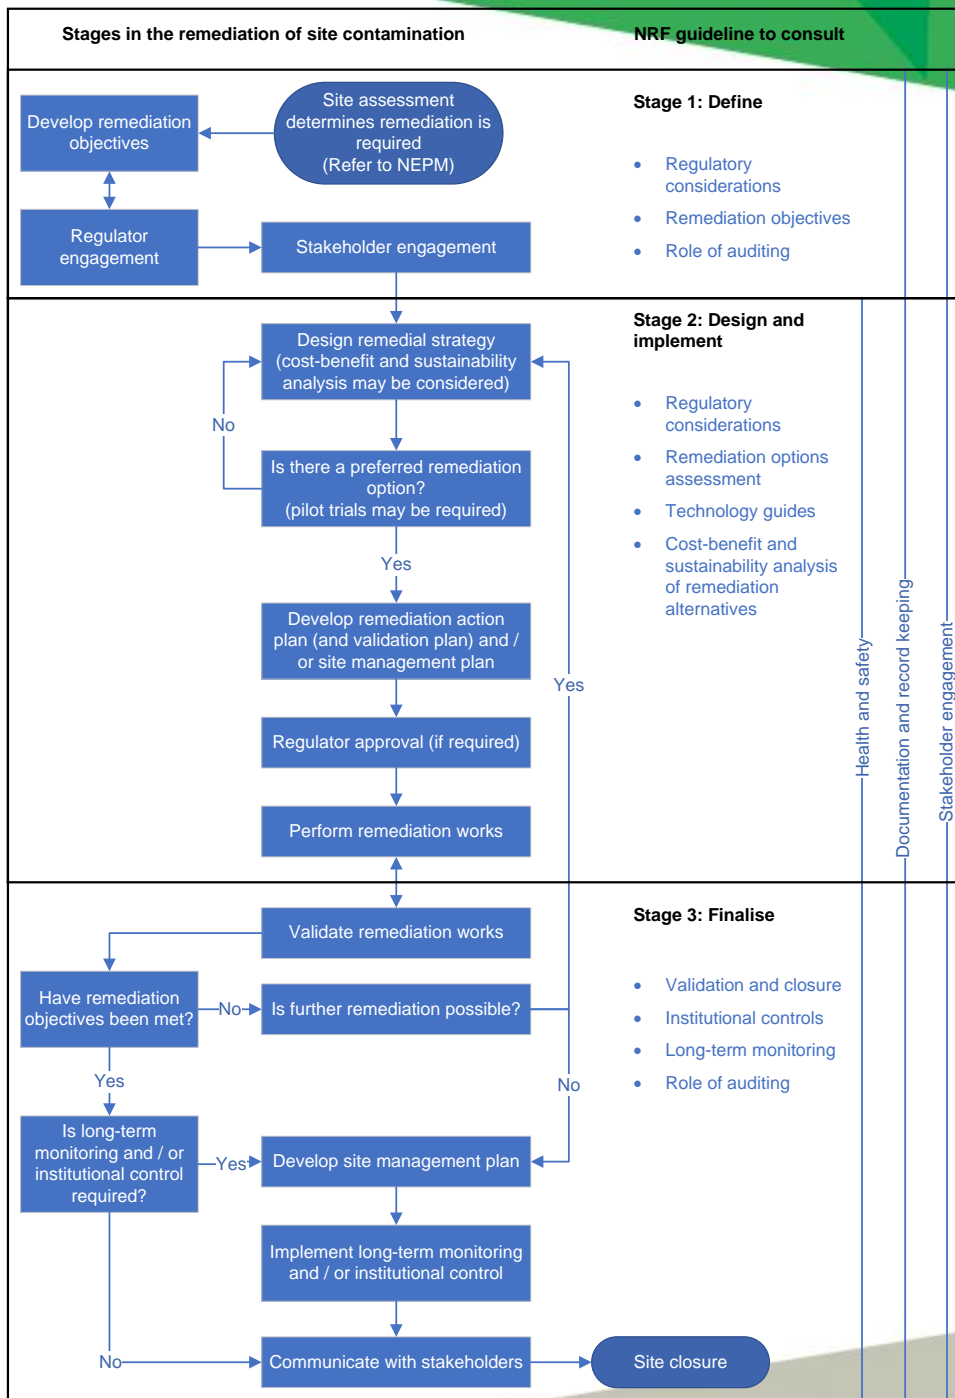 Stages in the remediation of site contamination
NRF guideline to consult
Site assessment
determines remediation is
required
(Refer to NEPM)
Develop remediation
objectives
Regulator
engagement
Stakeholder engagement
Stage 1: Define
• Regulatory
considerations
• Remediation objectives
• Role of auditing
Design remedial strategy
(cost-benefit and sustainability
analysis may be considered)
No
Is there a preferred remediation
option?
(pilot trials may be required)
Yes
Develop remediation action
plan (and validation plan) and /
or site management plan
Yes
Regulator approval (if required)
Perform remediation works
Stage 2: Design and
implement
• Regulatory
considerations
• Remediation options
assessment
• Technology guides
• Cost-benefit and
sustainability analysis
of remediation
alternatives
Health and safety
Documentation and record keeping
Stakeholder engagement
Validate remediation works
Have remediation
objectives been met?
No
Is further remediation possible?
Yes
No
Is long-term
monitoring and / or
institutional control
required?
Yes
Develop site management plan
Implement long-term monitoring
and / or institutional control
No
Communicate with stakeholders
Site closure
Stage 3: Finalise
• Validation and closure
• Institutional controls
• Long-term monitoring
• Role of auditing